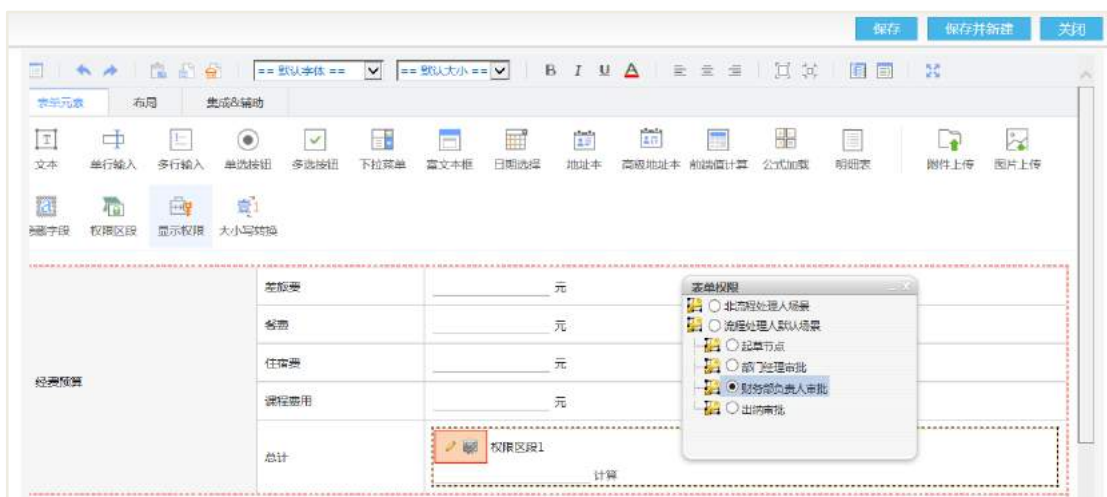 保存 保存并新建 关闭
== 默认字体 == == 默认大小 == B I U A
表单元素 布局 集成&辅助
文本 单行输入 多行输入 单选按钮 多选按钮 下拉菜单 富文本框 日期选择 地址本 高级地址本 前端值计算 公式加载 明细表 附件上传 图片上传
字段 权限区段 显示权限 大小写转换
差旅费 元
餐费 元
住宿费 元
经费预算
课程费用 元
总计
权限区段1
计算
表单权限
非流程处理人场景
流程处理人默认场景
起草节点
部门经理审批
财务部负责人审批
出纳审批